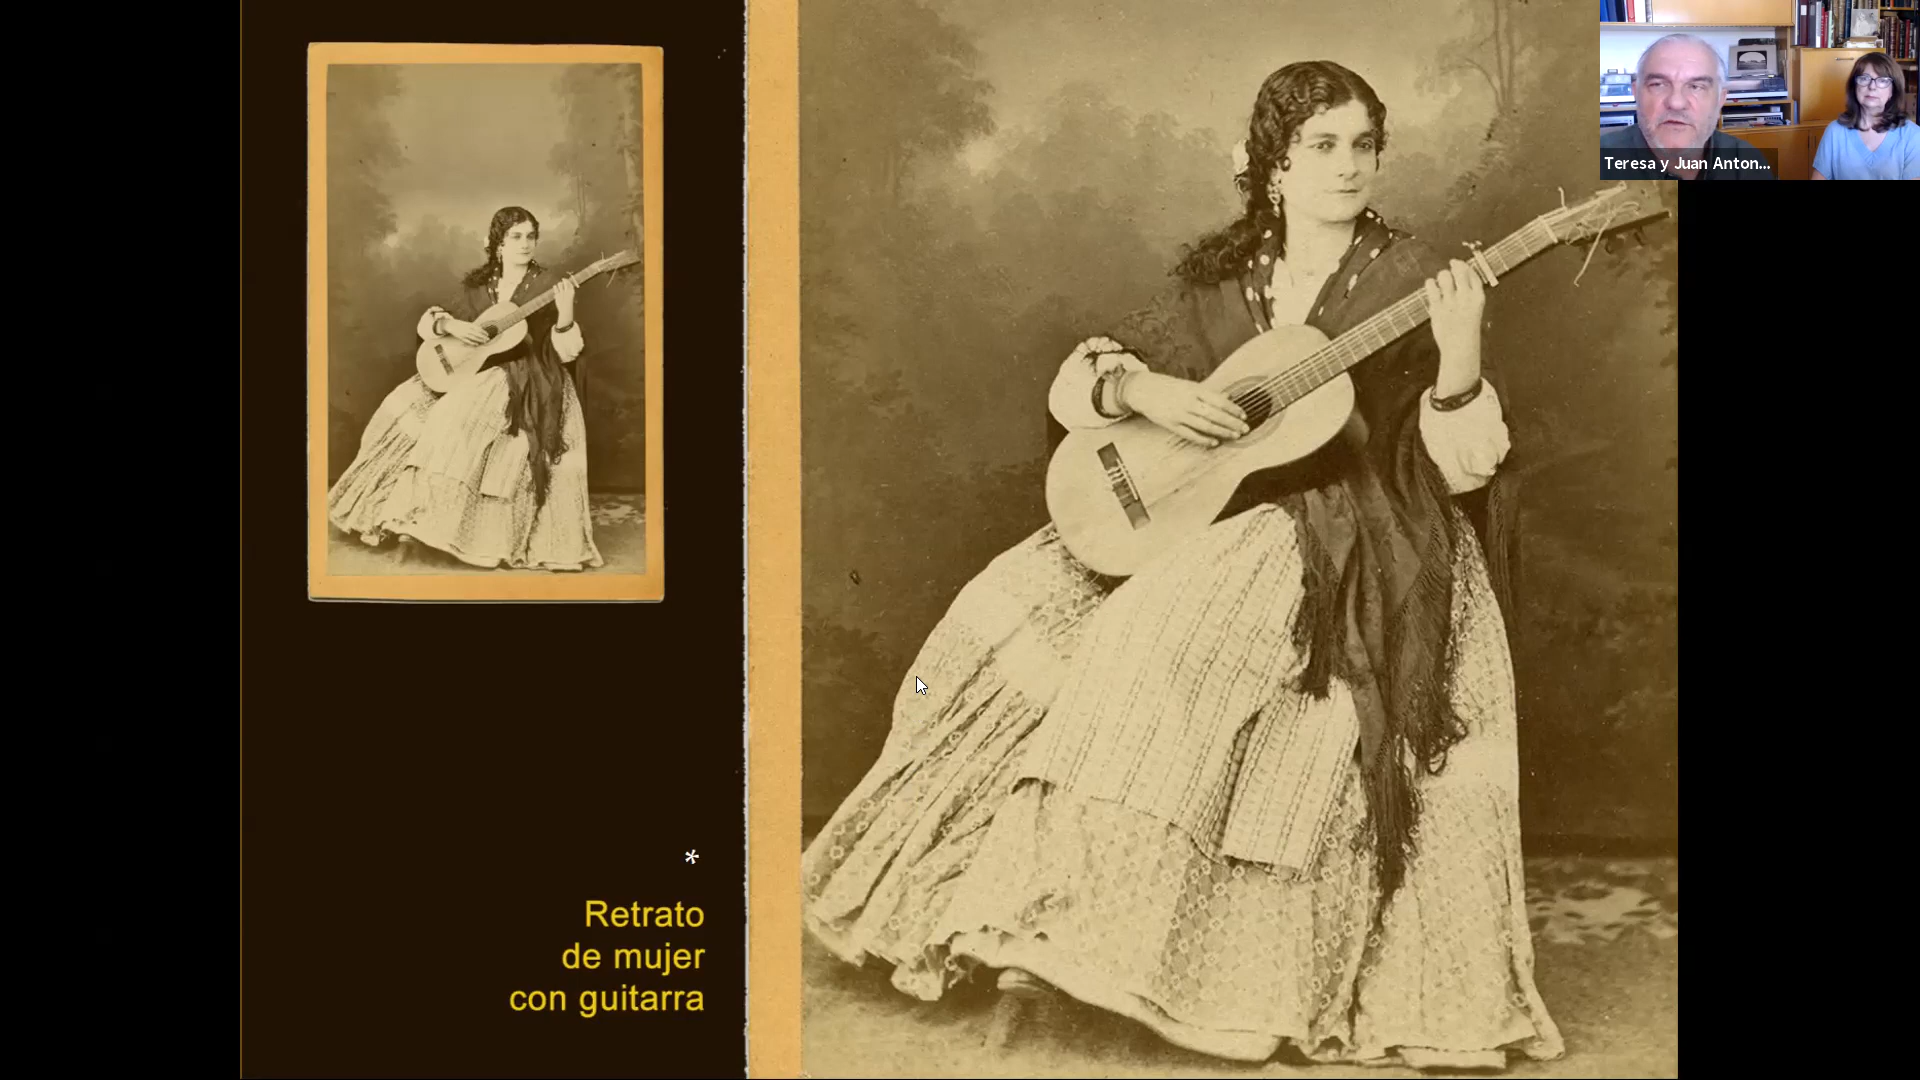 Teresa y Juan Anton...
*
Retrato
de mujer
con guitarra